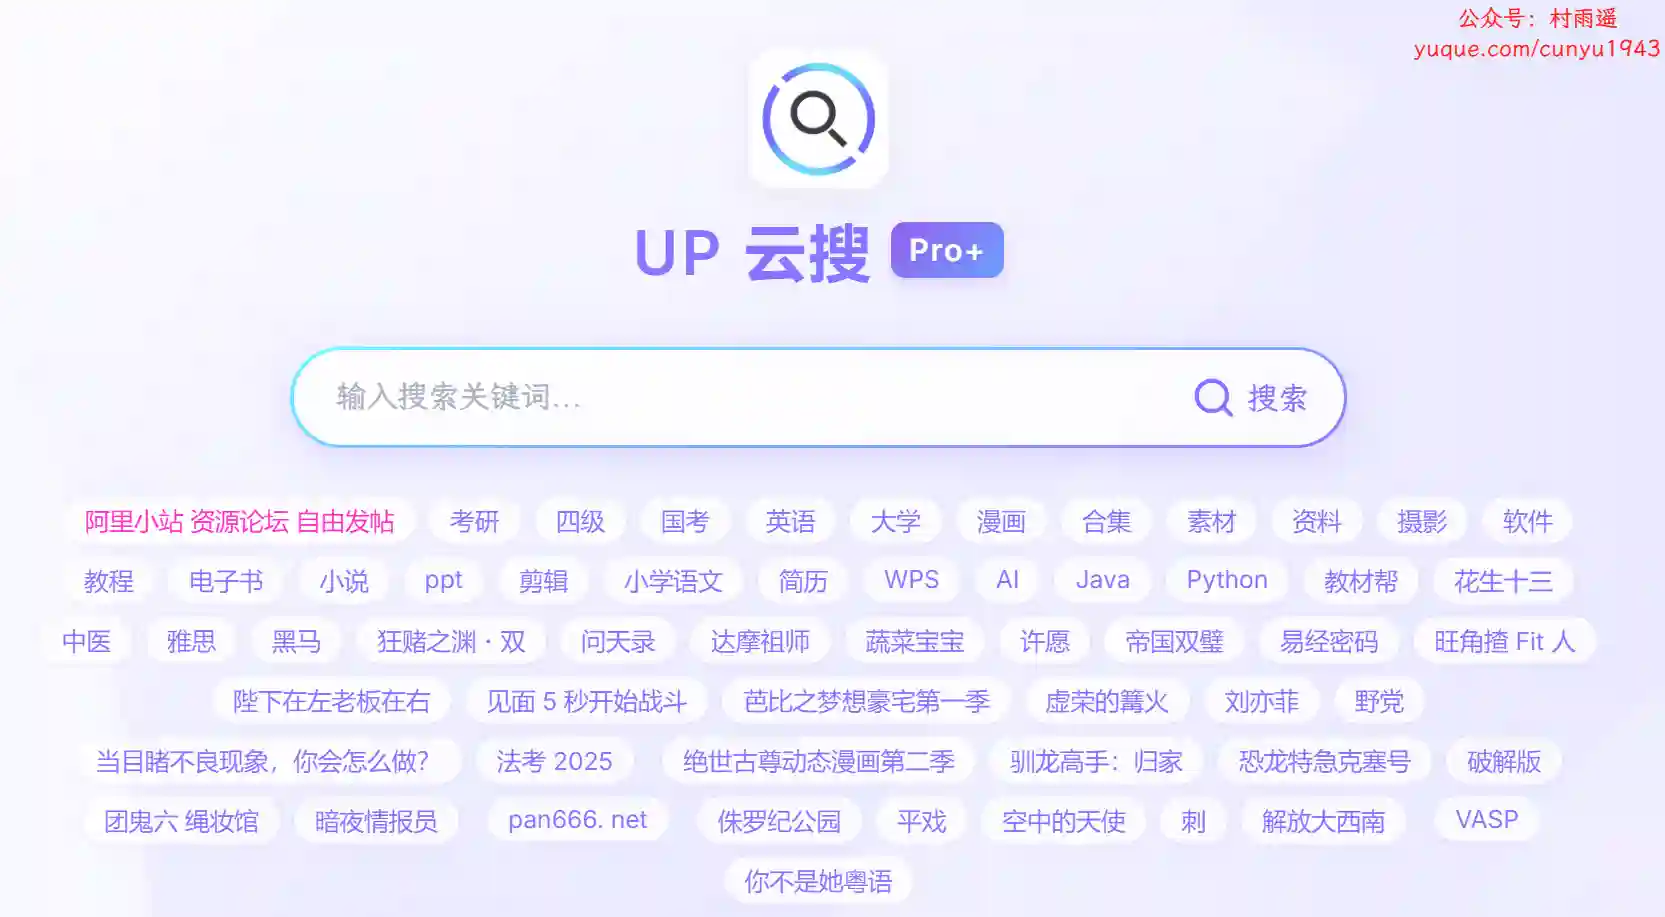 公众号：村雨遥
yuque.com/cunyu1943
UP 云搜 Pro+
输入搜索关键词... 搜索
阿里小站 资源论坛 自由发帖 考研 四级 国考 英语 大学 漫画 合集 素材 资料 摄影 软件
教程 电子书 小说 ppt 剪辑 小学语文 简历 WPS AI Java Python 教材帮 花生十三
中医 雅思 黑马 狂赌之渊·双 问天录 达摩祖师 蔬菜宝宝 许愿 帝国双璧 易经密码 旺角揸 Fit 人
陛下在左老板在右 见面 5 秒开始战斗 芭比之梦想豪宅第一季 虚荣的篝火 刘亦菲 野党
当目睹不良现象，你会怎么做？ 法考 2025 绝世古尊动态漫画第二季 驯龙高手：归家 恐龙特急克塞号 破解版
团鬼六 绳妆馆 暗夜情报员 pan666. net 侏罗纪公园 平戏 空中的天使 刺 解放大西南 VASP
你不是她粤语